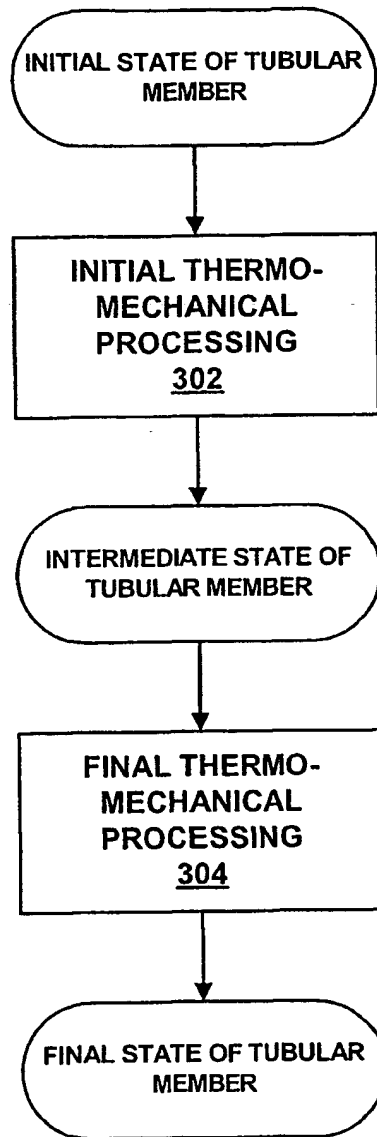 INITIAL STATE OF TUBULAR
MEMBER
INITIAL THERMO-
MECHANICAL
PROCESSING
302
INTERMEDIATE STATE OF
TUBULAR MEMBER
FINAL THERMO-
MECHANICAL
PROCESSING
304
FINAL STATE OF TUBULAR
MEMBER